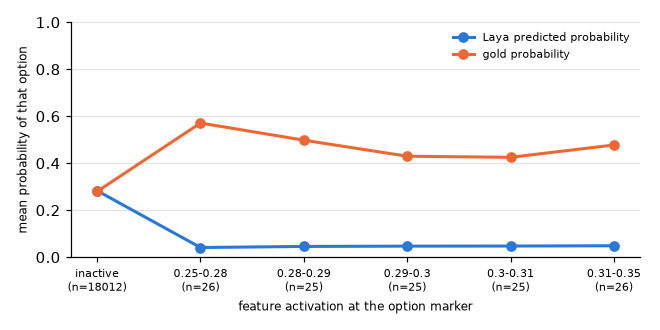 Laya predicted probability
gold probability
mean probability of that option
1.0
0.8
0.6
0.4
0.2
0.0
inactive 0.25-0.28 0.28-0.29 0.29-0.3 0.3-0.31 0.31-0.35
(n=18012) (n=26) (n=25) (n=25) (n=25) (n=26)
feature activation at the option marker